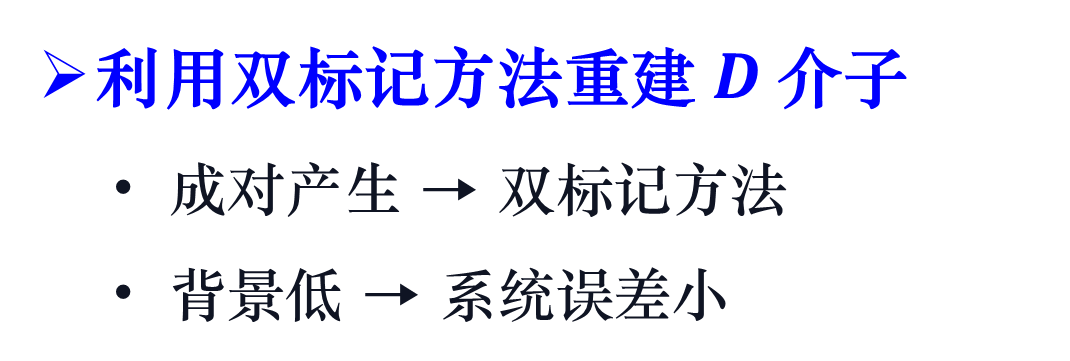 ➢利用双标记方法重建 D 介子
• 成对产生 → 双标记方法
• 背景低 → 系统误差小